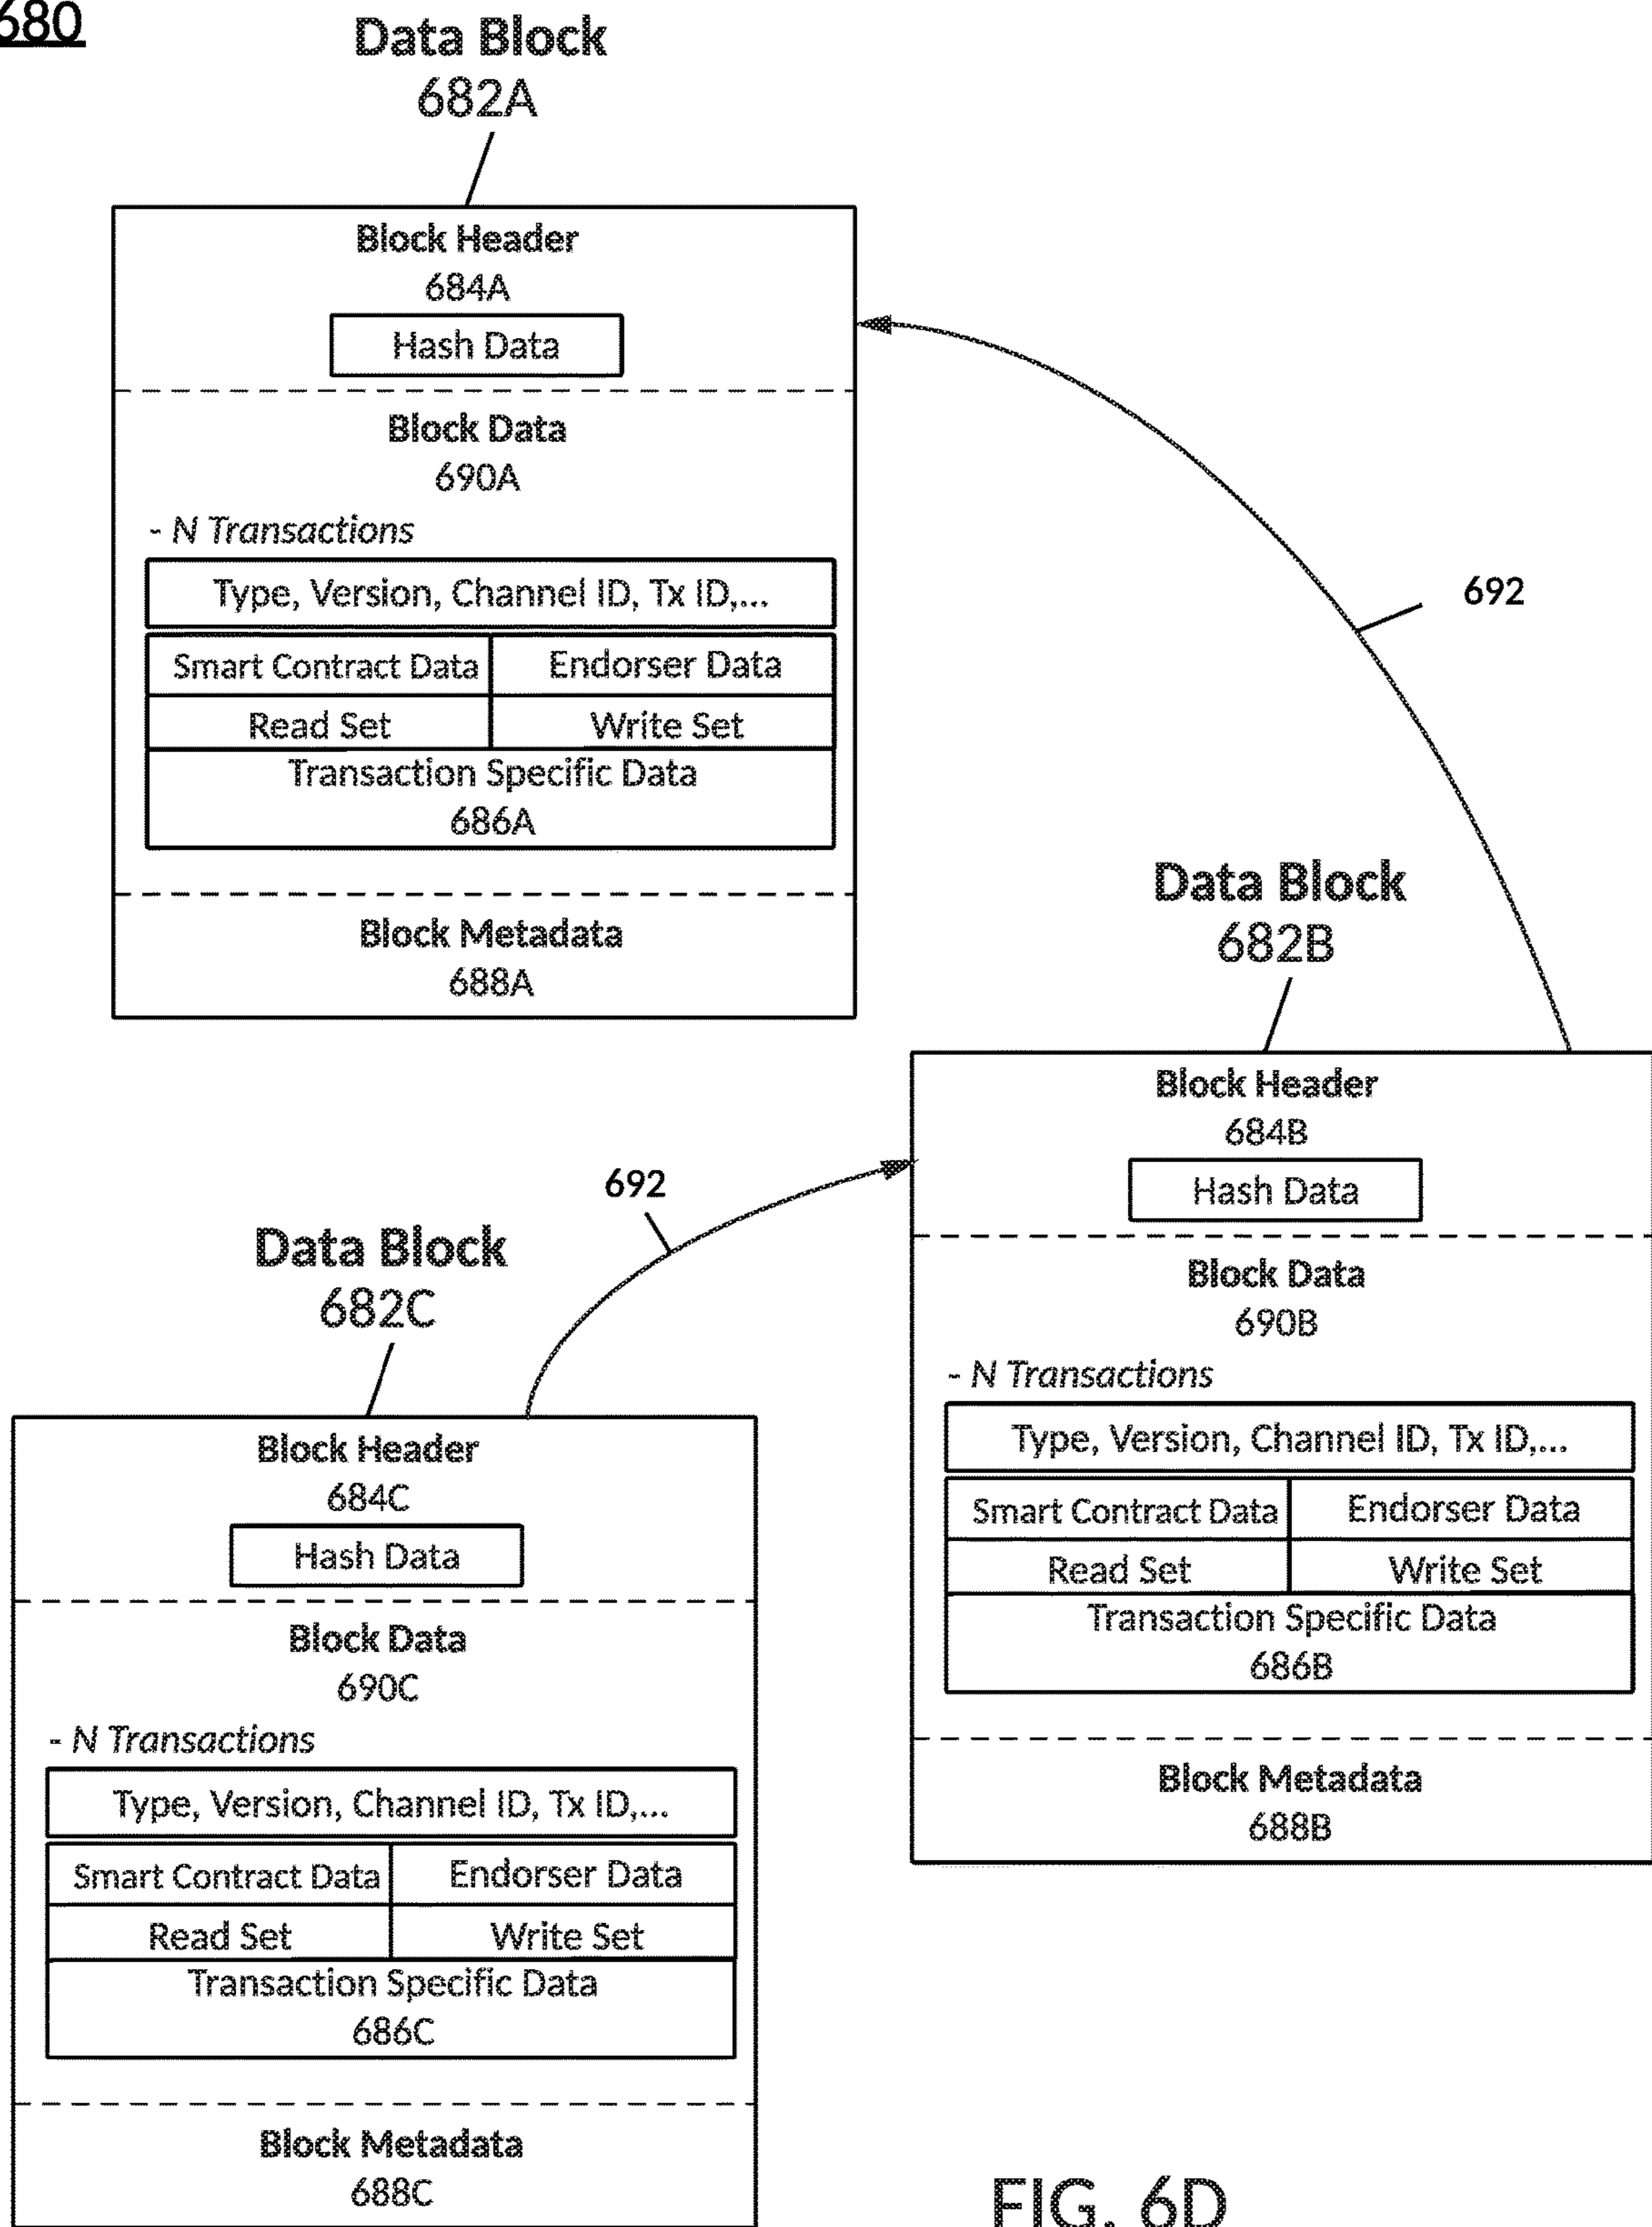 680
Data Block
682A
Block Header
684A
Hash Data
Block Data
690A
- N Transactions
Type, Version, Channel ID, Tx ID,...
Smart Contract Data
Endorser Data
Read Set
Write Set
Transaction Specific Data
686A
Block Metadata
688A
692
Data Block
682B
Block Header
684B
Hash Data
Block Data
690B
- N Transactions
Type, Version, Channel ID, Tx ID,...
Smart Contract Data
Endorser Data
Read Set
Write Set
Transaction Specific Data
686B
Block Metadata
688B
692
Data Block
682C
Block Header
684C
Hash Data
Block Data
690C
- N Transactions
Type, Version, Channel ID, Tx ID,...
Smart Contract Data
Endorser Data
Read Set
Write Set
Transaction Specific Data
686C
Block Metadata
688C
FIG. 6D